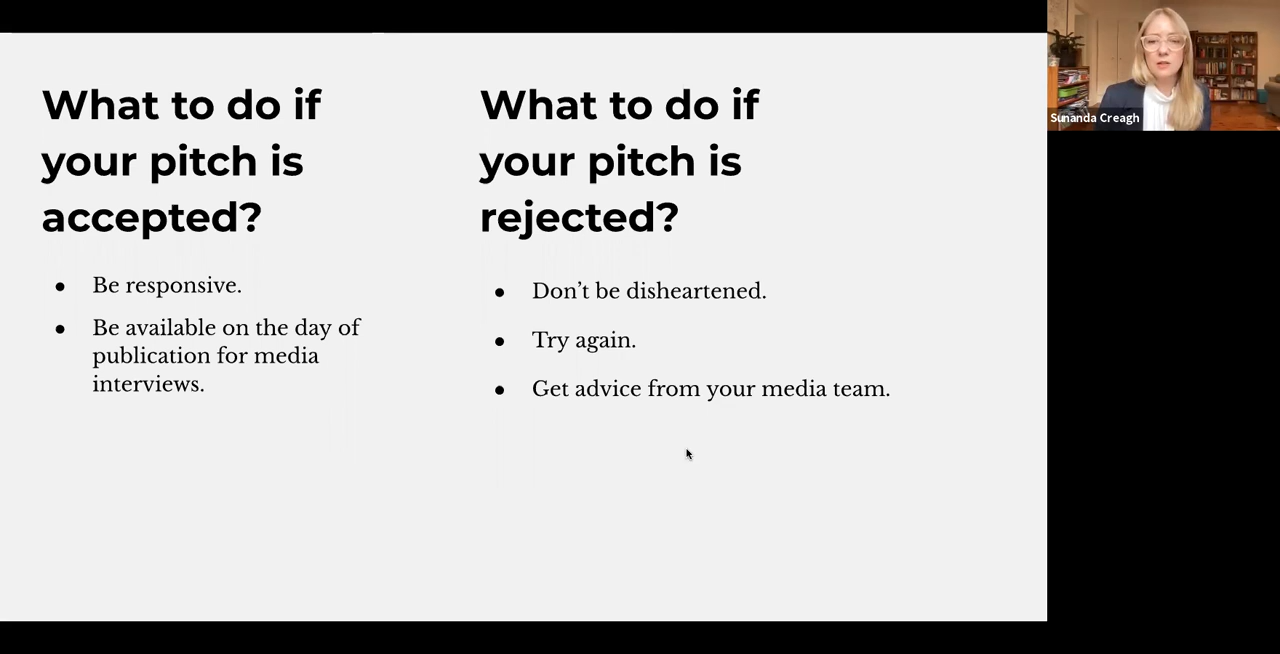 What to do if
your pitch is
accepted?
● Be responsive.
● Be available on the day of
publication for media
interviews.
What to do if
your pitch is
rejected?
● Don’t be disheartened.
● Try again.
● Get advice from your media team.
Sunanda Creagh